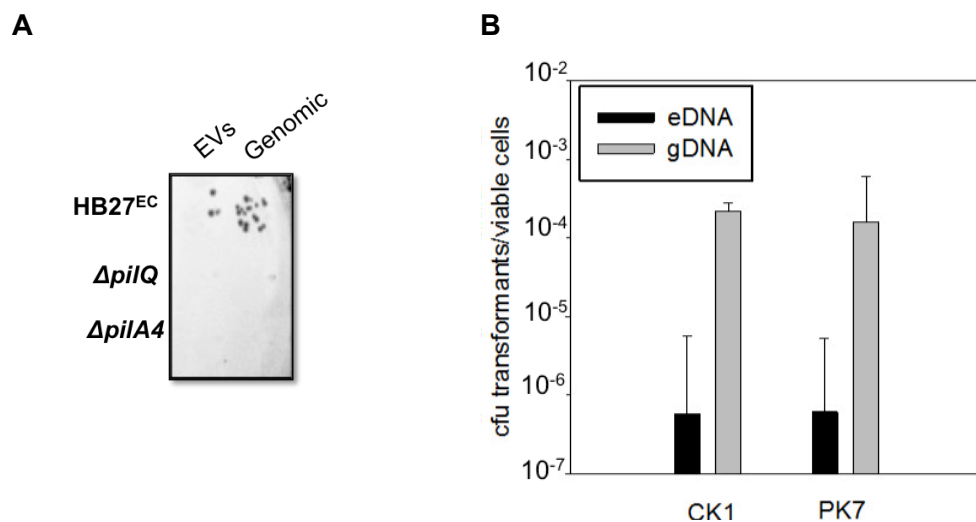 A
B
EVs
Genomic
HB27EC
ΔpilQ
ΔpilA4
cfu transformants/viable cells
10-2
10-3
10-4
10-5
10-6
10-7
eDNA
gDNA
CK1
PK7